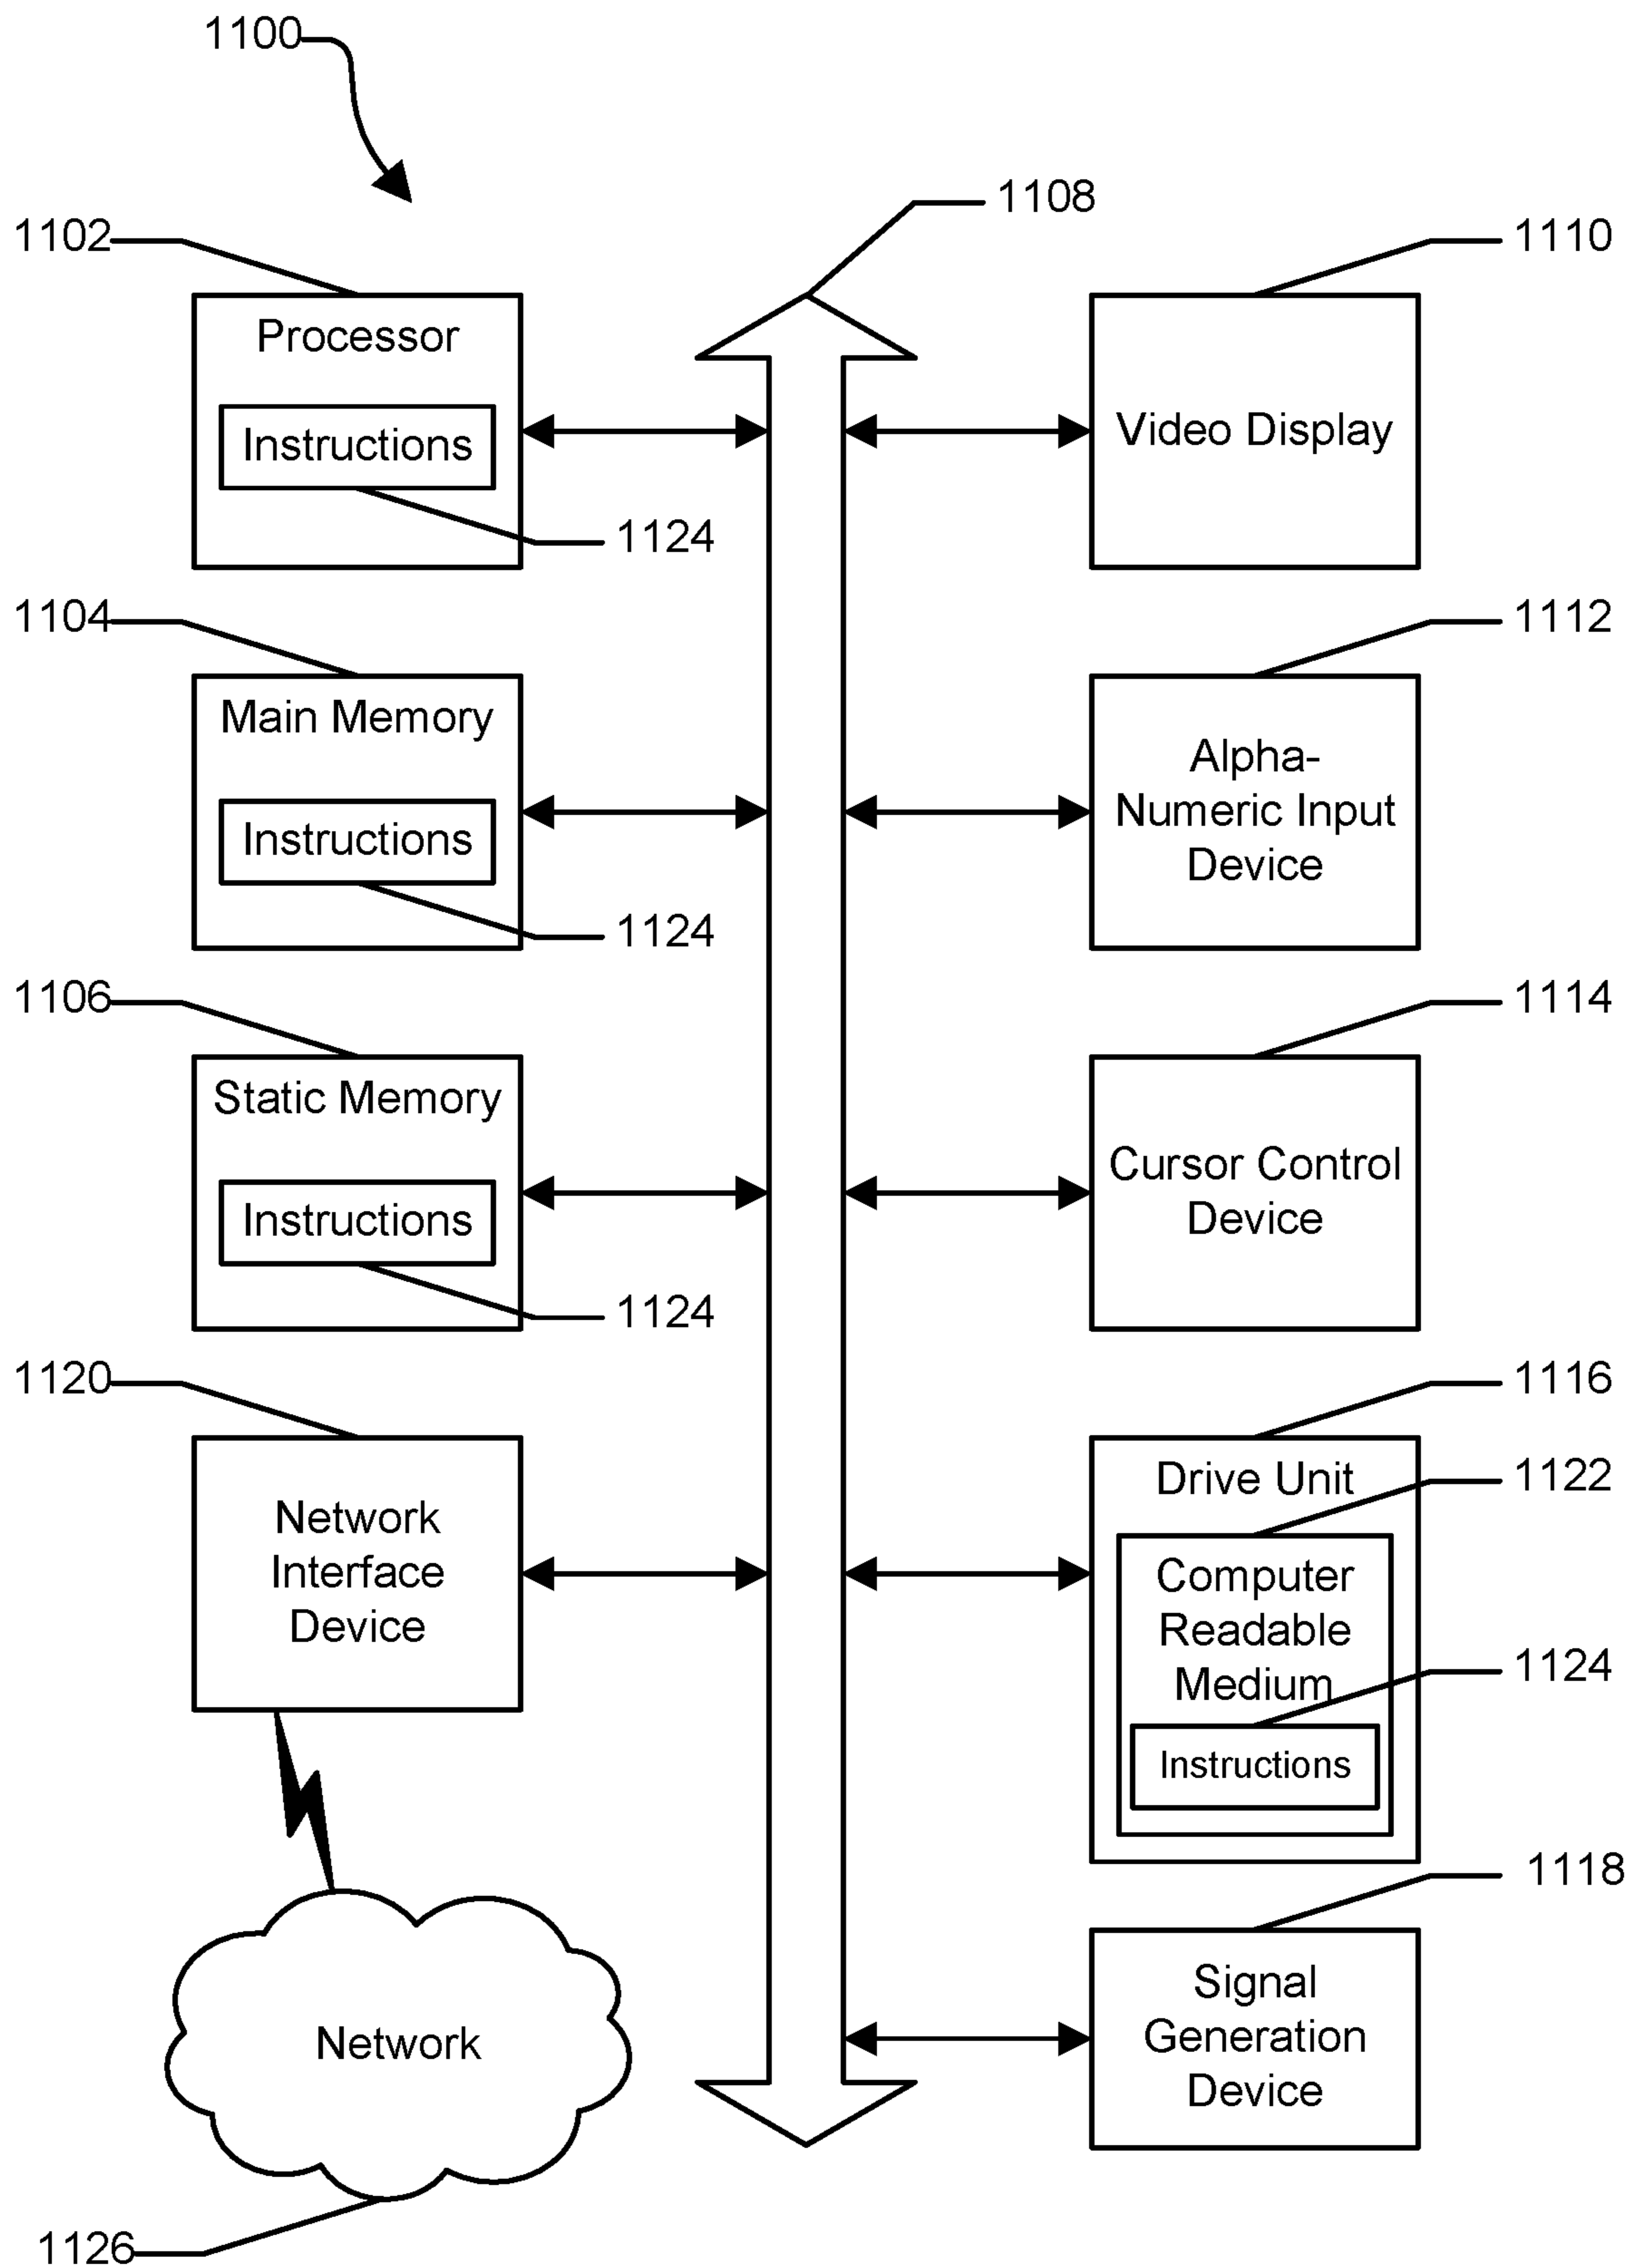 1100
1108
1102
1110
Processor
Instructions
Video Display
1124
1104
1112
Main Memory
Instructions
Alpha-
Numeric Input
Device
1124
1106
1114
Static Memory
Instructions
Cursor Control
Device
1124
1120
1116
Network
Interface
Device
Drive Unit
1122
Computer
Readable
Medium
1124
Instructions
1118
Signal
Generation
Device
Network
1126